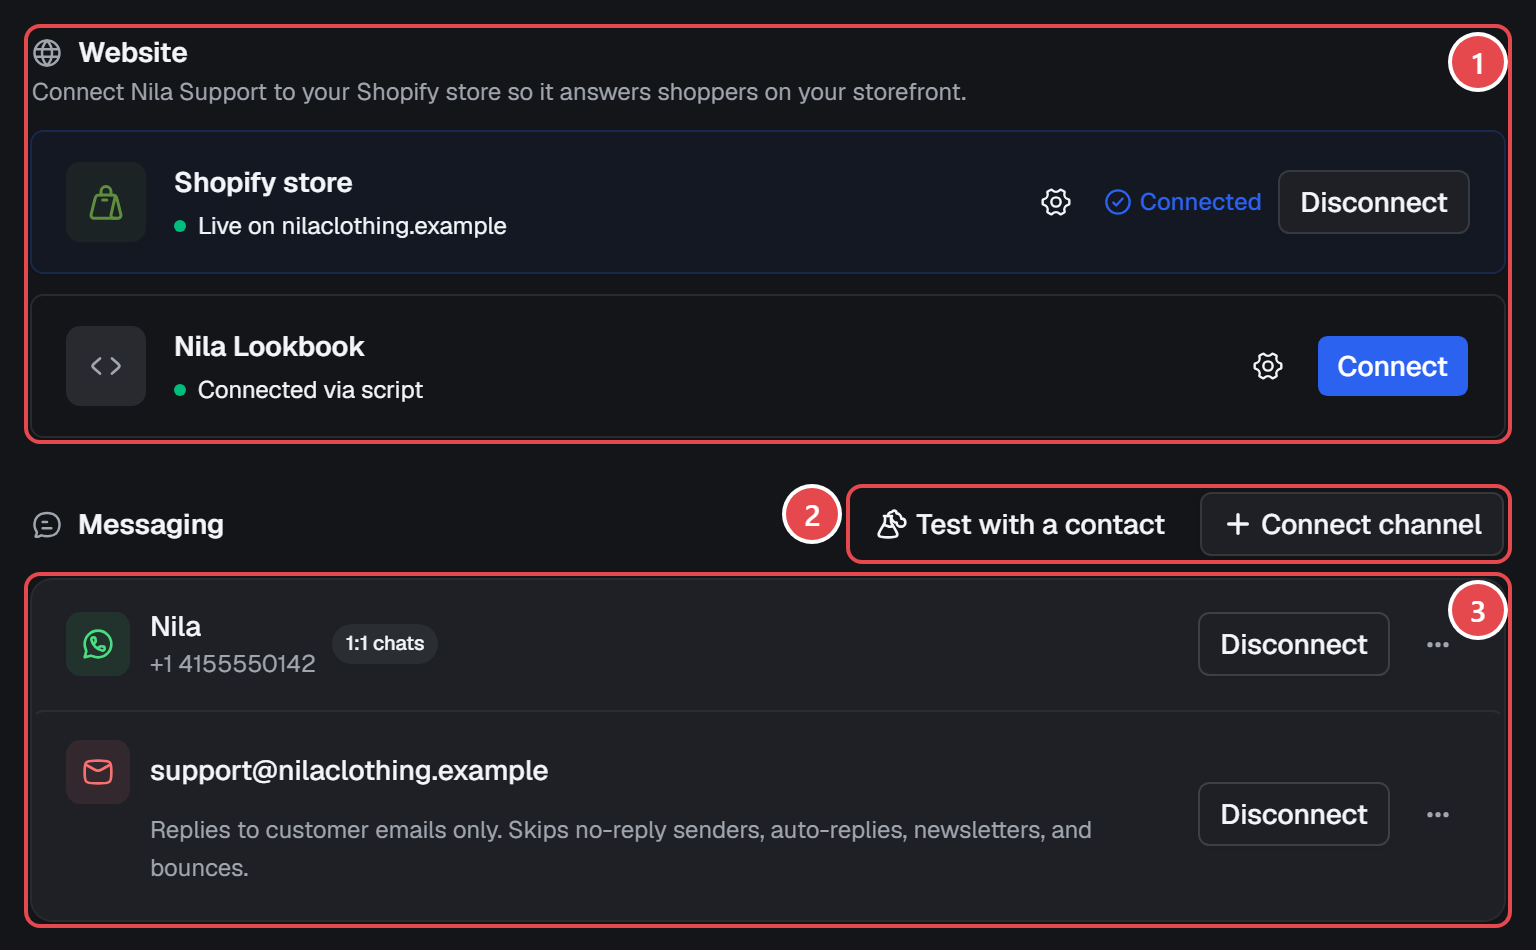 Website
1
Connect Nila Support to your Shopify store so it answers shoppers on your storefront.
Shopify store
Live on nilaclothing.example
Connected
Disconnect
Nila Lookbook
Connected via script
Connect
Messaging
2
Test with a contact
+ Connect channel
3
Nila
+1 4155550142
1:1 chats
Disconnect
support@nilaclothing.example
Replies to customer emails only. Skips no-reply senders, auto-replies, newsletters, and
bounces.
Disconnect